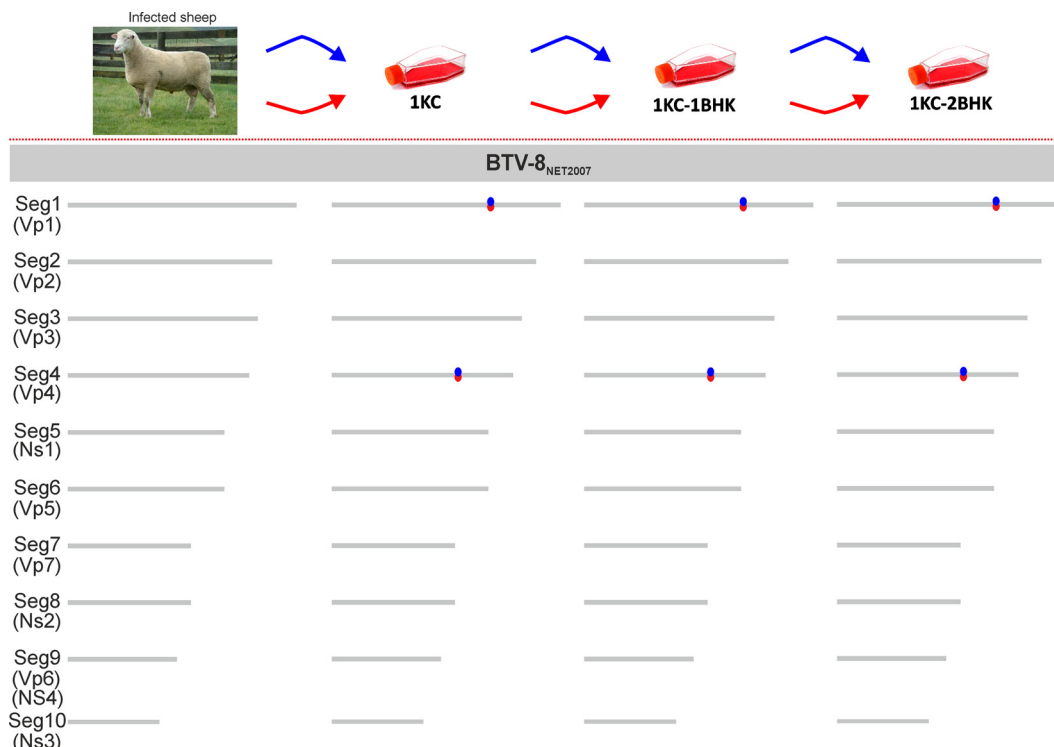 Infected sheep
1KC
1KC-1BHK
1KC-2BHK
BTV-8NET2007
Seg1
(Vp1)
Seg2
(Vp2)
Seg3
(Vp3)
Seg4
(Vp4)
Seg5
(Ns1)
Seg6
(Vp5)
Seg7
(Vp7)
Seg8
(Ns2)
Seg9
(Vp6)
(NS4)
Seg10
(Ns3)